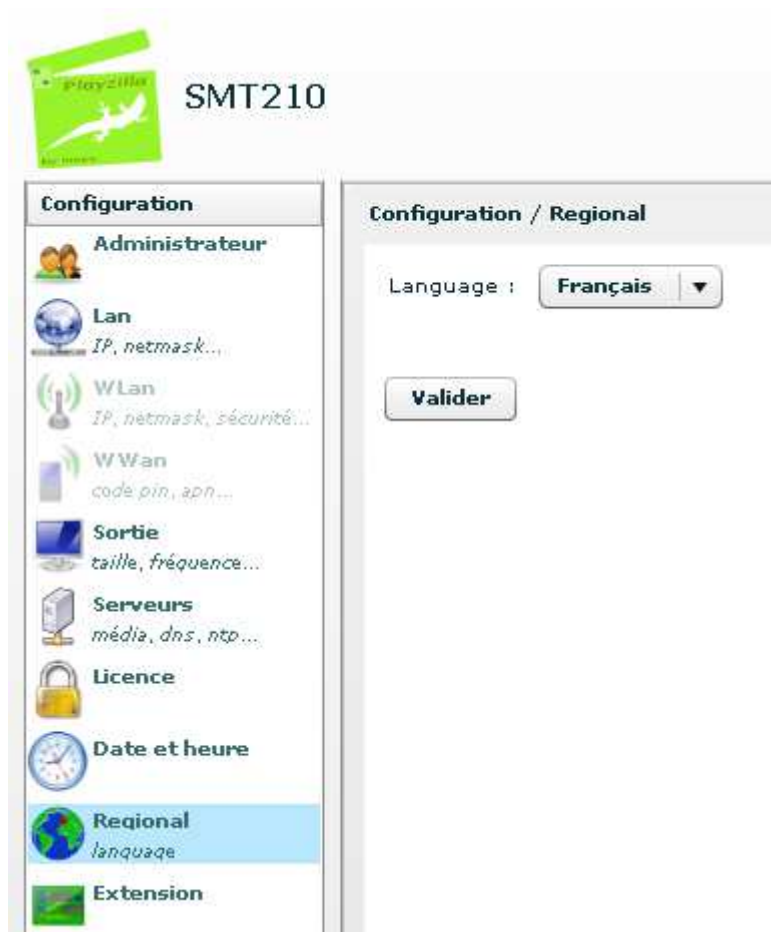 Playzilla
SMT210
Configuration
Administrateur
Lan
IP, netmask...
WLan
IP, netmask, sécurité...
WWan
code pin, apn...
Sortie
taille, fréquence...
Serveurs
média, dns, ntp...
Licence
Date et heure
Regional
language
Extension
Configuration / Regional
Language :
Français
Valider